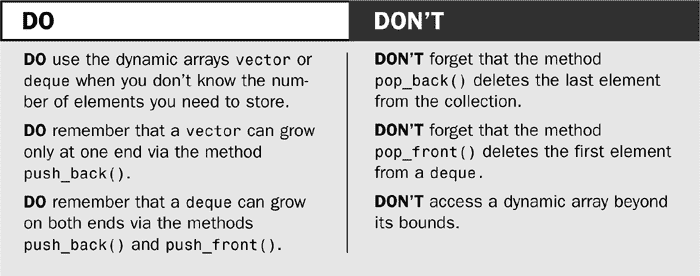 DO
DO use the dynamic arrays vector or
deque when you don't know the num-
ber of elements you need to store.
DO remember that a vector can grow
only at one end via the method
push_back().
DO remember that a deque can grow
on both ends via the methods
push_back() and push_front().
DON'T
DON'T forget that the method
pop_back() deletes the last element
from the collection.
DON'T forget that the method
pop_front() deletes the first element
from a deque.
DON'T access a dynamic array beyond
its bounds.